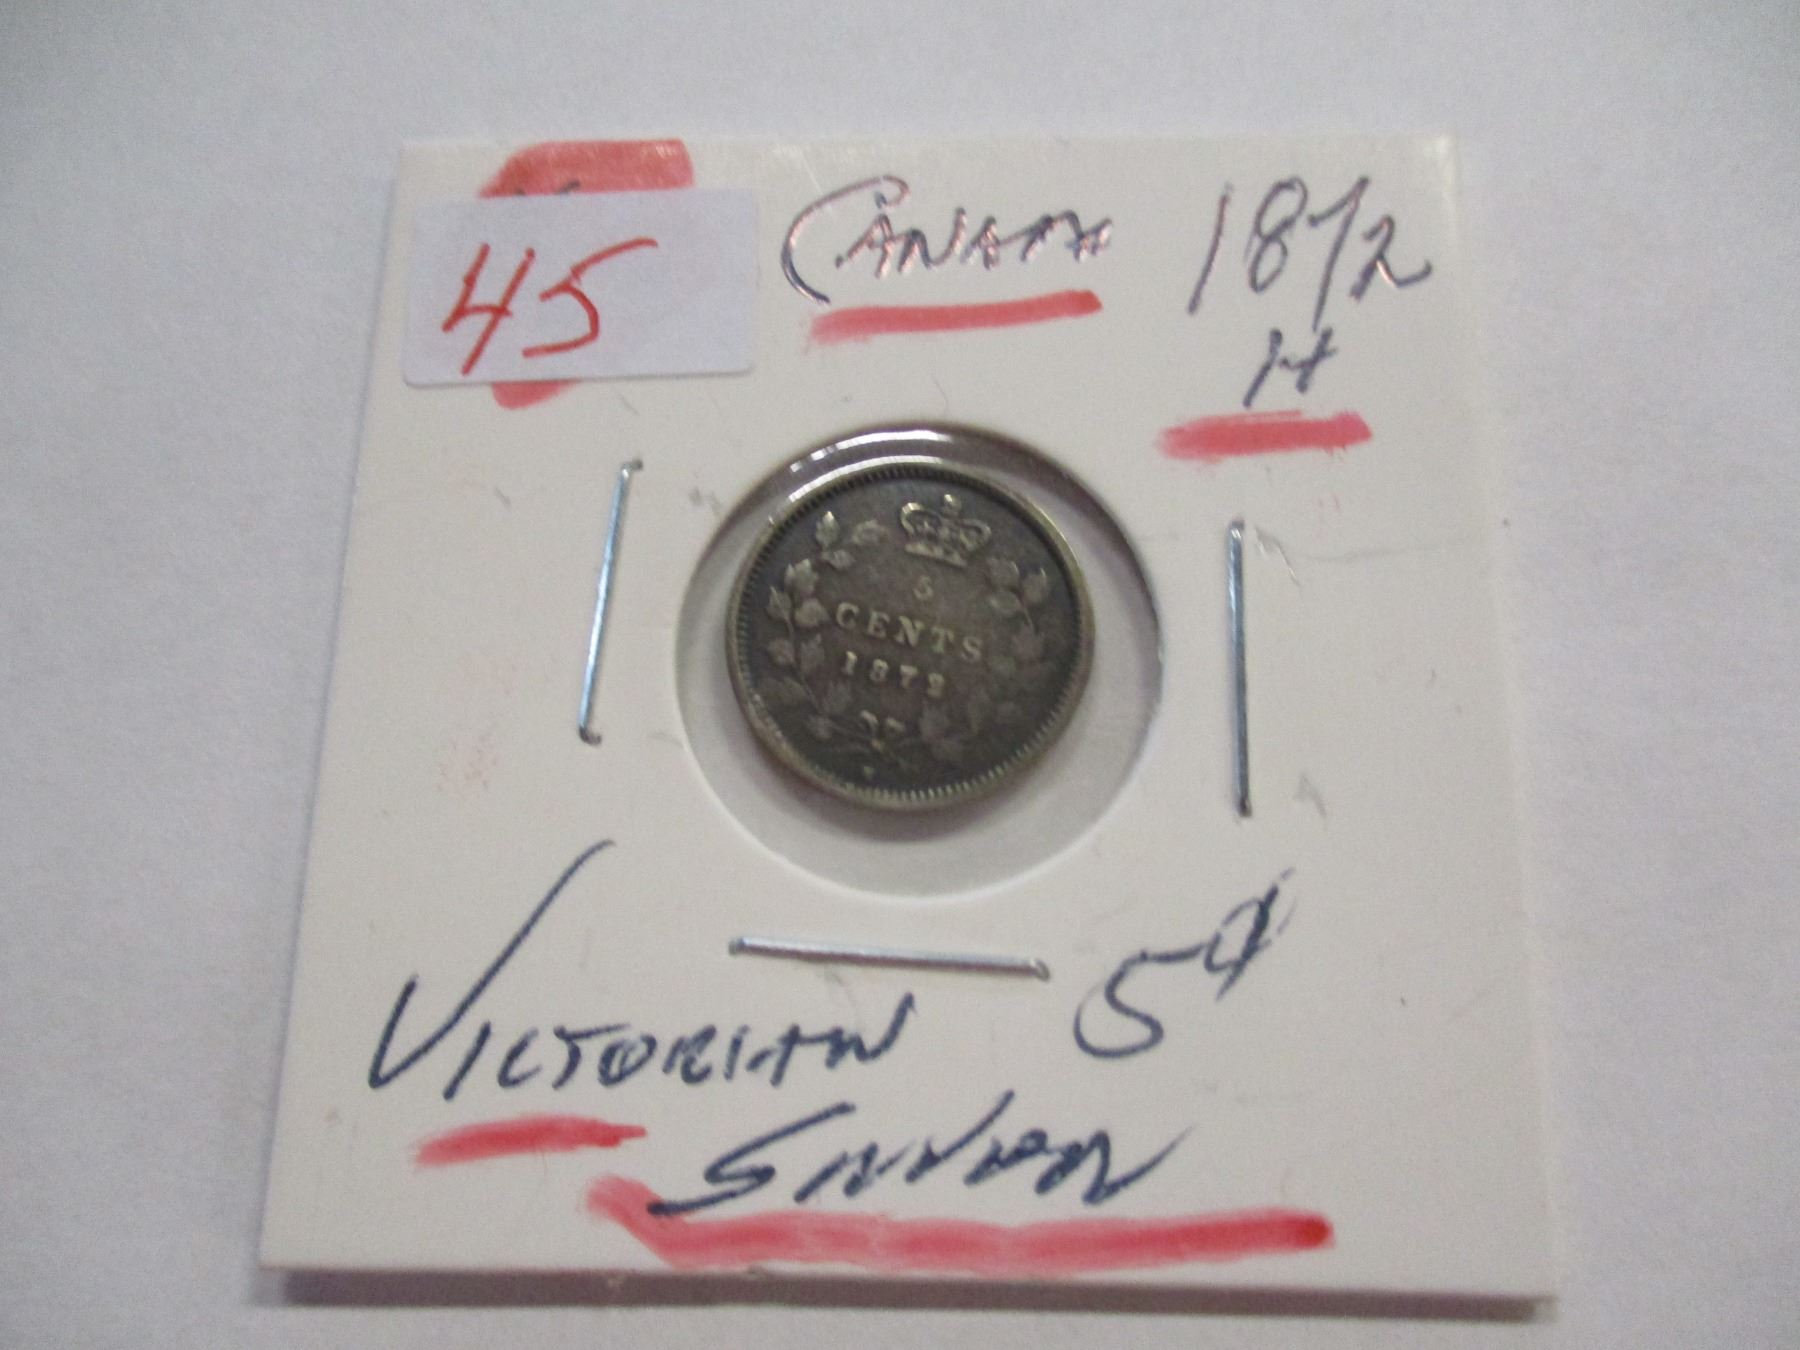 45
CANADA 1872
H
5
CENTS
1872
VICTORIAN 5¢
SILVER